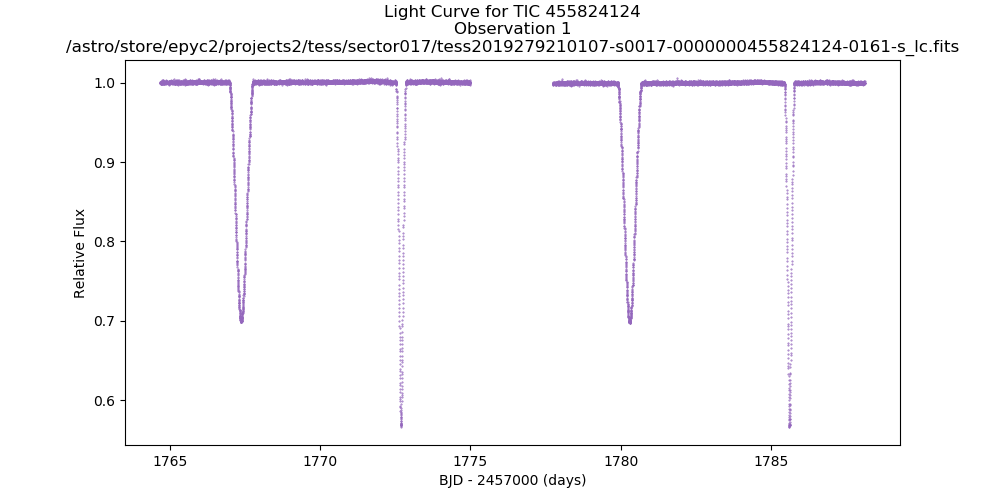 Light Curve for TIC 455824124
Observation 1
/astro/store/epyc2/projects2/tess/sector017/tess2019279210107-s0017-0000000455824124-0161-s_lc.fits
1.0
0.9
0.8
0.7
0.6
Relative Flux
1765
1770
1775
1780
1785
BJD - 2457000 (days)